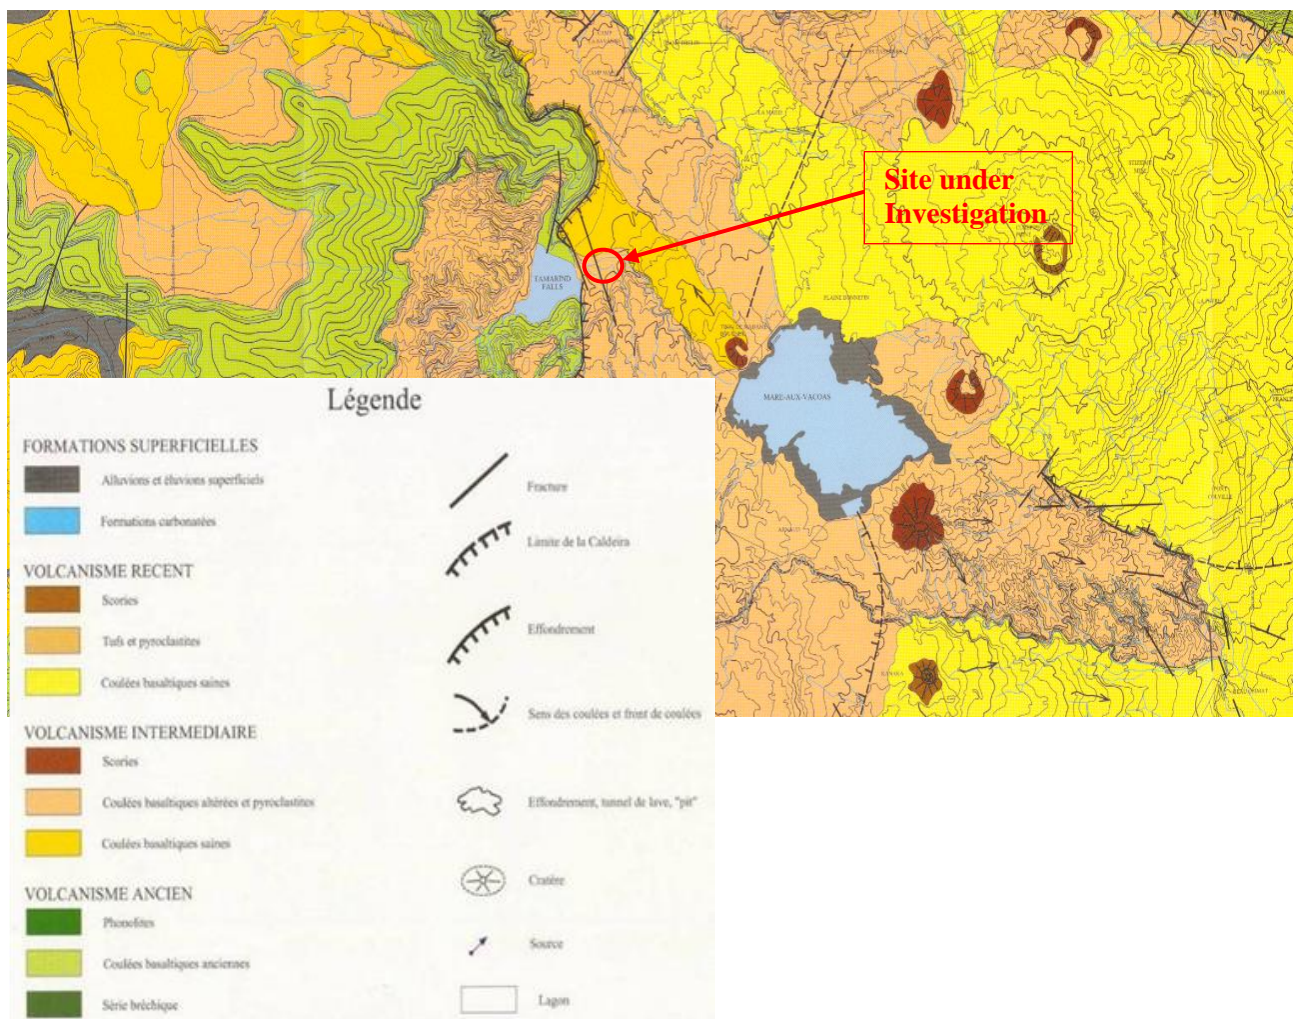 Site under
Investigation
TAMARIND
FALLS
MARE-AUX-VACOAS
Légende
FORMATIONS SUPERFICIELLES
Alluvions et éluvions superficiels
Formations carbonatées
VOLCANISME RECENT
Scories
Tufs et pyroclastites
Coulées basaltiques saines
VOLCANISME INTERMEDIAIRE
Scories
Coulées basaltiques altérées et pyroclastites
Coulées basaltiques saines
VOLCANISME ANCIEN
Phonolites
Coulées basaltiques anciennes
Série bréchique
Fracture
Limite de la Caldeira
Effondrement
Sens des coulées et front de coulées
Effondrement, tunnel de lave, "pit"
Cratère
Source
Lagon